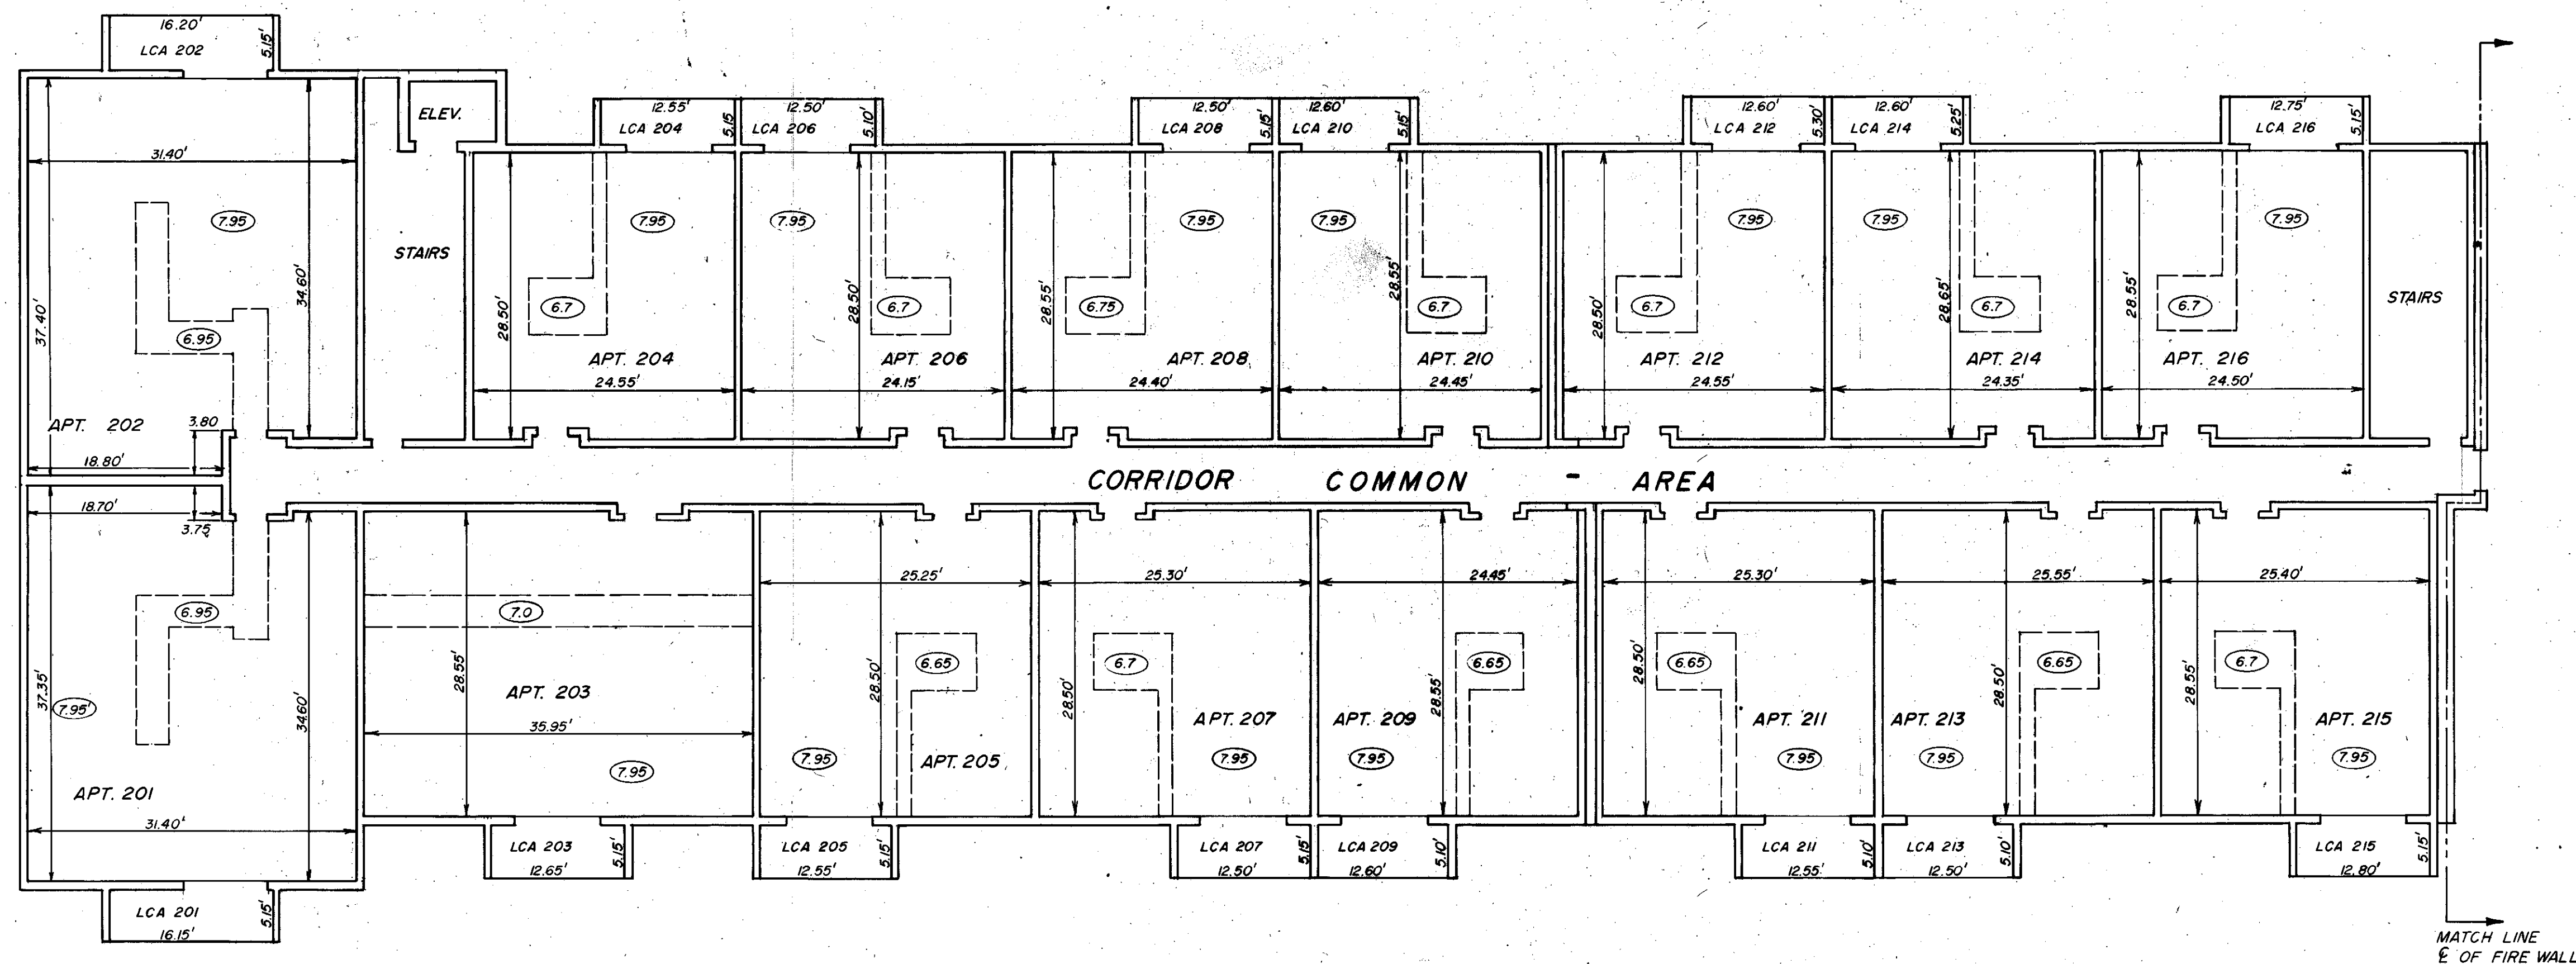 16.20'
LCA 202
5.15'
31.40'
7.95
37.40'
34.60'
6.95
APT. 202
3.80
18.80'
ELEV.
STAIRS
12.55'
LCA 204
5.15
7.95
28.50'
6.7
APT. 204
24.55'
12.50'
LCA 206
5.10'
7.95
28.50'
6.7
APT. 206
24.15'
12.50'
LCA 208
5.15'
7.95
28.55'
6.75
APT. 208
24.40'
12.60'
LCA 210
5.15'
7.95
28.55'
6.7
APT. 210
24.45'
12.60'
LCA 212
5.30'
7.95
28.50'
6.7
APT. 212
24.55'
12.60'
LCA 214
5.25'
7.95
28.65'
6.7
APT. 214
24.35'
12.75'
LCA 216
5.15'
7.95
28.55'
6.7
APT. 216
24.50'
STAIRS
CORRIDOR COMMON - AREA
18.70'
3.75
6.95
37.35'
34.60'
7.95'
APT. 201
31.40'
LCA 201
5.15'
16.15'
7.0
28.55'
APT. 203
35.95'
7.95
LCA 203
5.15'
12.65'
25.25'
28.50'
6.65
7.95
APT. 205
LCA 205
5.15'
12.55'
25.30'
6.7
28.50'
APT. 207
7.95
LCA 207
5.15'
12.50'
24.45'
6.65
28.55'
APT. 209
7.95
LCA 209
5.10'
12.60'
25.30'
28.50'
6.65
APT. 211
7.95
LCA 211
5.10'
12.55'
25.55'
6.65
28.50'
APT. 213
7.95
LCA 213
5.10'
12.50'
25.40'
28.55'
6.7
APT. 215
7.95
LCA 215
5.15'
12.80'
MATCH LINE
℄ OF FIRE WALL